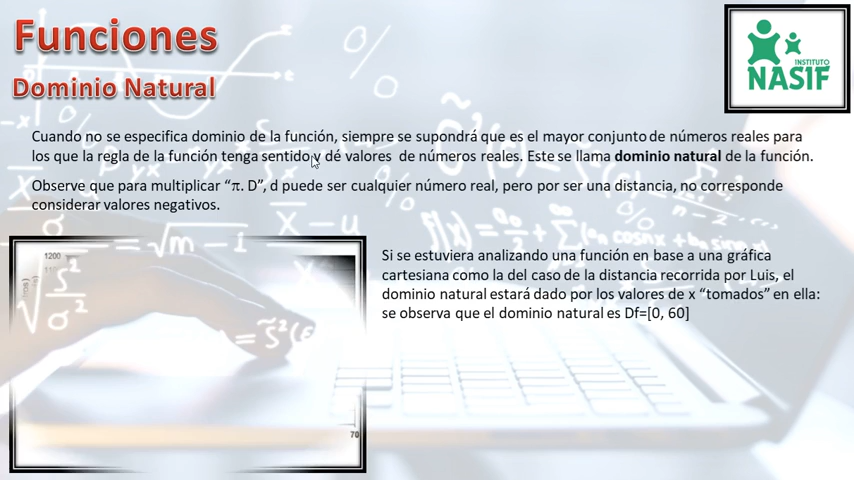 Funciones
Dominio Natural
INSTITUTO
NASIF
Cuando no se especifica dominio de la función, siempre se supondrá que es el mayor conjunto de números reales para
los que la regla de la función tenga sentido y dé valores de números reales. Este se llama dominio natural de la función.
Observe que para multiplicar “π. D”, d puede ser cualquier número real, pero por ser una distancia, no corresponde
considerar valores negativos.
1200
Si se estuviera analizando una función en base a una gráfica
cartesiana como la del caso de la distancia recorrida por Luis, el
dominio natural estará dado por los valores de x “tomados” en ella:
se observa que el dominio natural es Df=[0, 60]
70